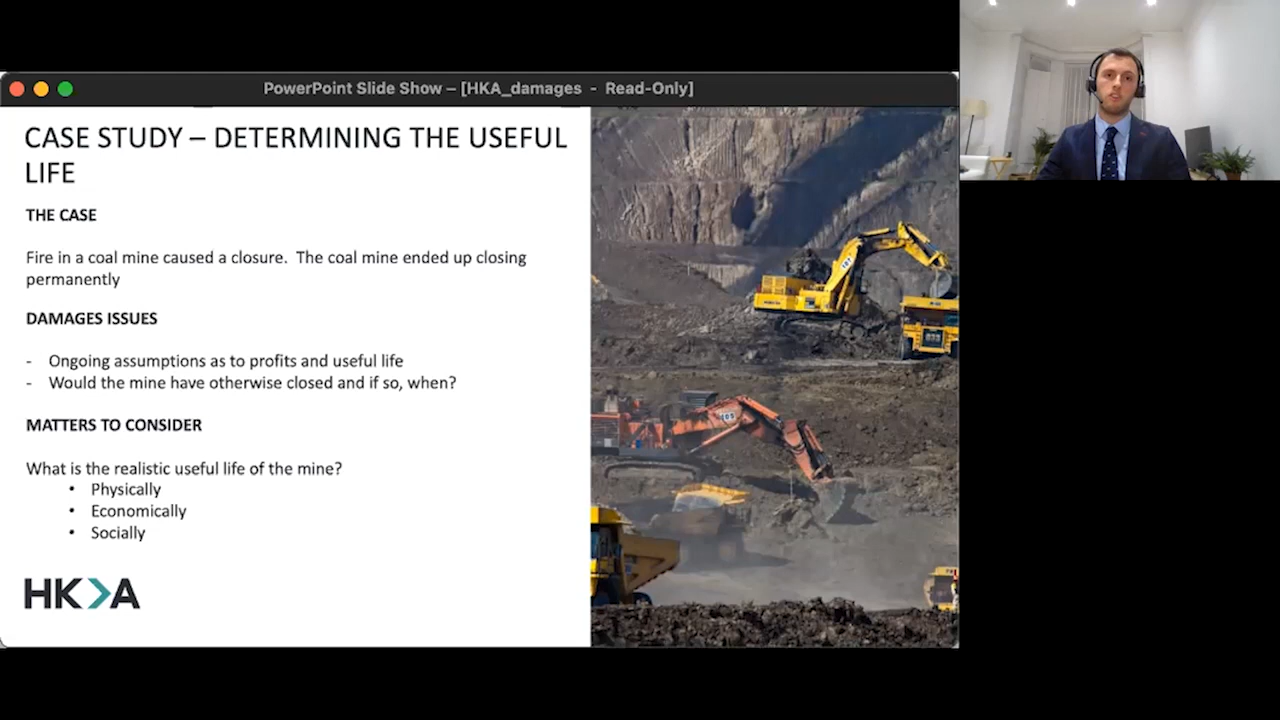 PowerPoint Slide Show – [HKA_damages - Read-Only]
CASE STUDY – DETERMINING THE USEFUL
LIFE
THE CASE
Fire in a coal mine caused a closure. The coal mine ended up closing
permanently
DAMAGES ISSUES
- Ongoing assumptions as to profits and useful life
- Would the mine have otherwise closed and if so, when?
MATTERS TO CONSIDER
What is the realistic useful life of the mine?
• Physically
• Economically
• Socially
HKA